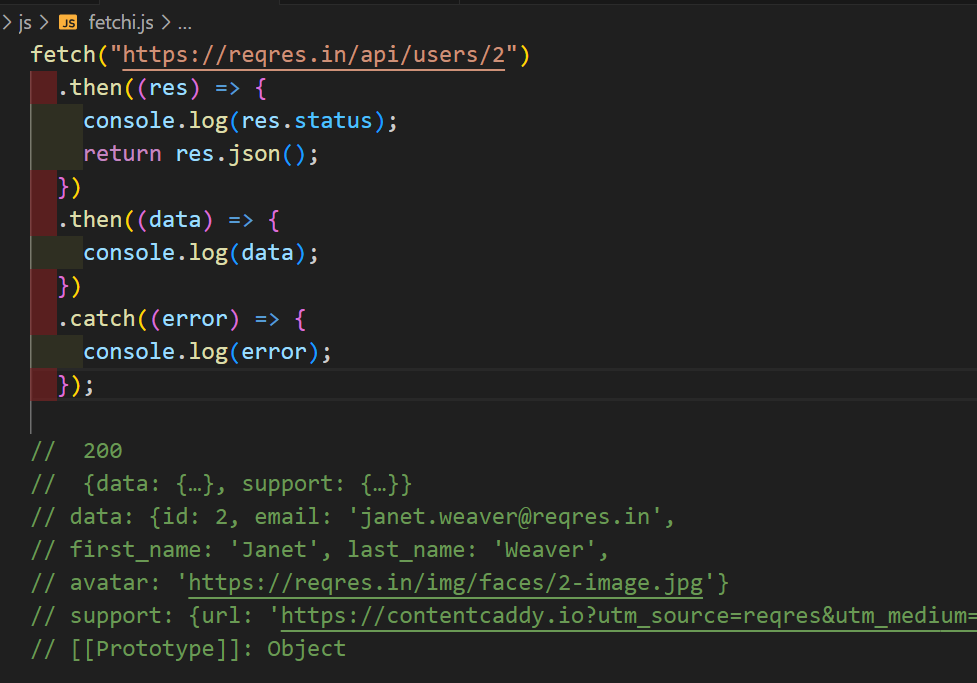 > js > JS fetchi.js > ...
fetch("https://reqres.in/api/users/2")
  .then((res) => {
    console.log(res.status);
    return res.json();
  })
  .then((data) => {
    console.log(data);
  })
  .catch((error) => {
    console.log(error);
  });
//  200
//  {data: {…}, support: {…}}
// data: {id: 2, email: 'janet.weaver@reqres.in',
// first_name: 'Janet', last_name: 'Weaver',
// avatar: 'https://reqres.in/img/faces/2-image.jpg'}
// support: {url: 'https://contentcaddy.io?utm_source=reqres&utm_medium=
// [[Prototype]]: Object